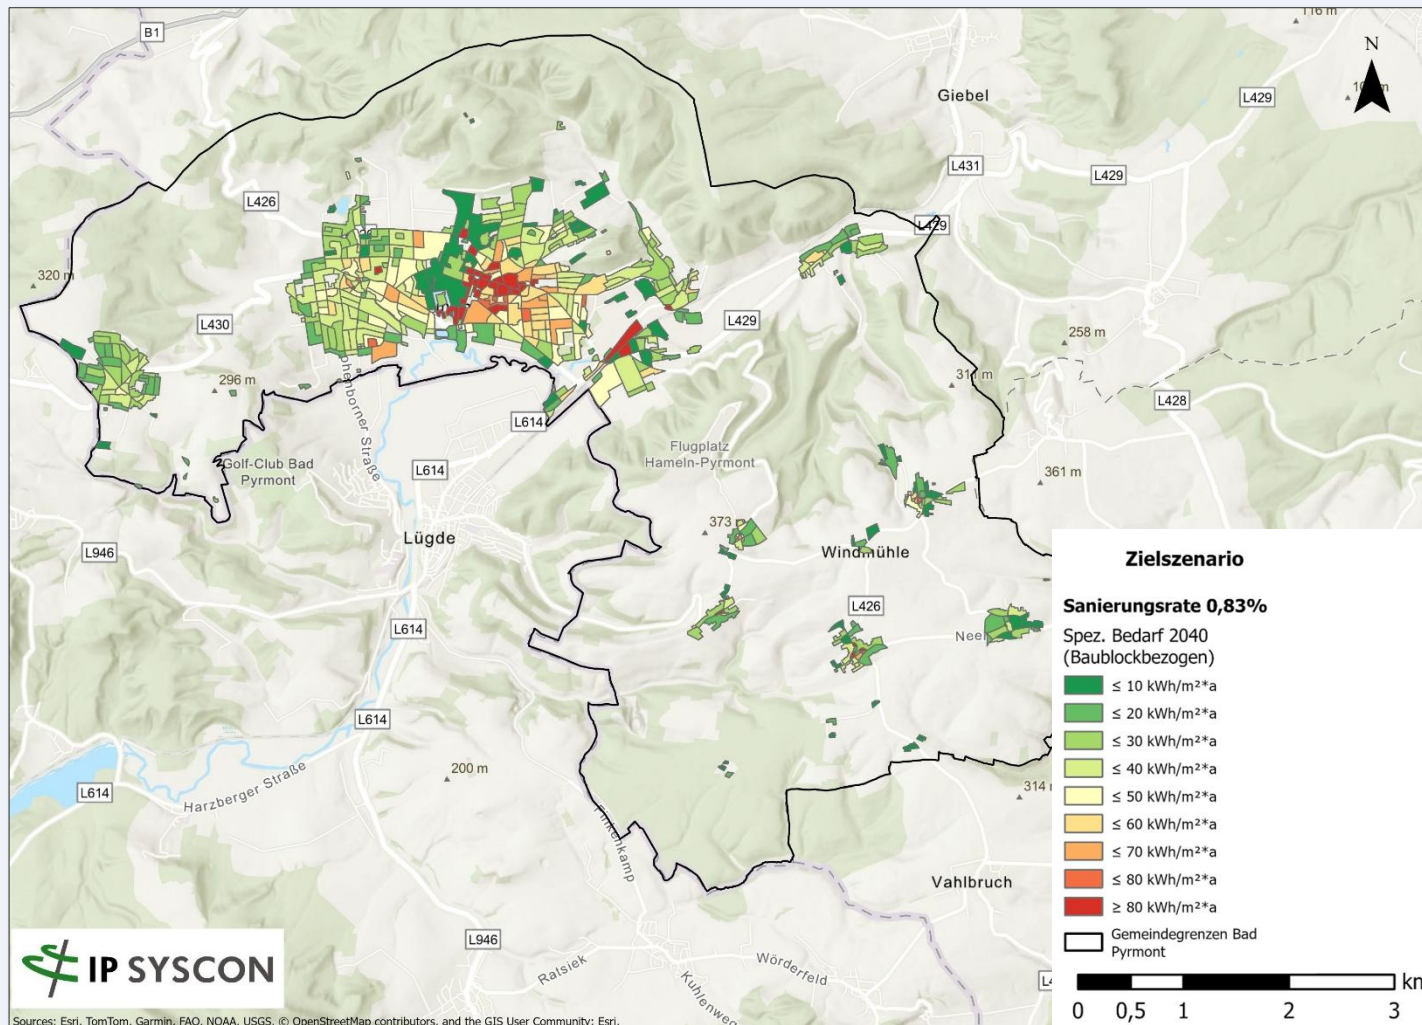 B1
116 m
N
Giebel
L429
10
L431
L429
L426
L429
320 m
L430
L429
258 m
296 m
L428
L614
Flugplatz
Hameln-Pyrmont
Golf-Club Bad
Pyrmont
L614
361 m
373
Lügde
Windmühle
L946
L426
L614
L614
200 m
Harzberger Straße
L614
314 m
Vahlbruch
L946
Ratsiek
Wörderfeld
Kuhlenweg
Zielszenario
Sanierungsrate 0,83%
Spez. Bedarf 2040
(Baublockbezogen)
≤ 10 kWh/m²*a
≤ 20 kWh/m²*a
≤ 30 kWh/m²*a
≤ 40 kWh/m²*a
≤ 50 kWh/m²*a
≤ 60 kWh/m²*a
≤ 70 kWh/m²*a
≤ 80 kWh/m²*a
≥ 80 kWh/m²*a
Gemeindegrenzen Bad
Pyrmont
km
0 0,5 1 2 3
IP SYSCON
Sources: Esri, TomTom, Garmin, FAO, NOAA, USGS, © OpenStreetMap contributors, and the GIS User Community; Esri,